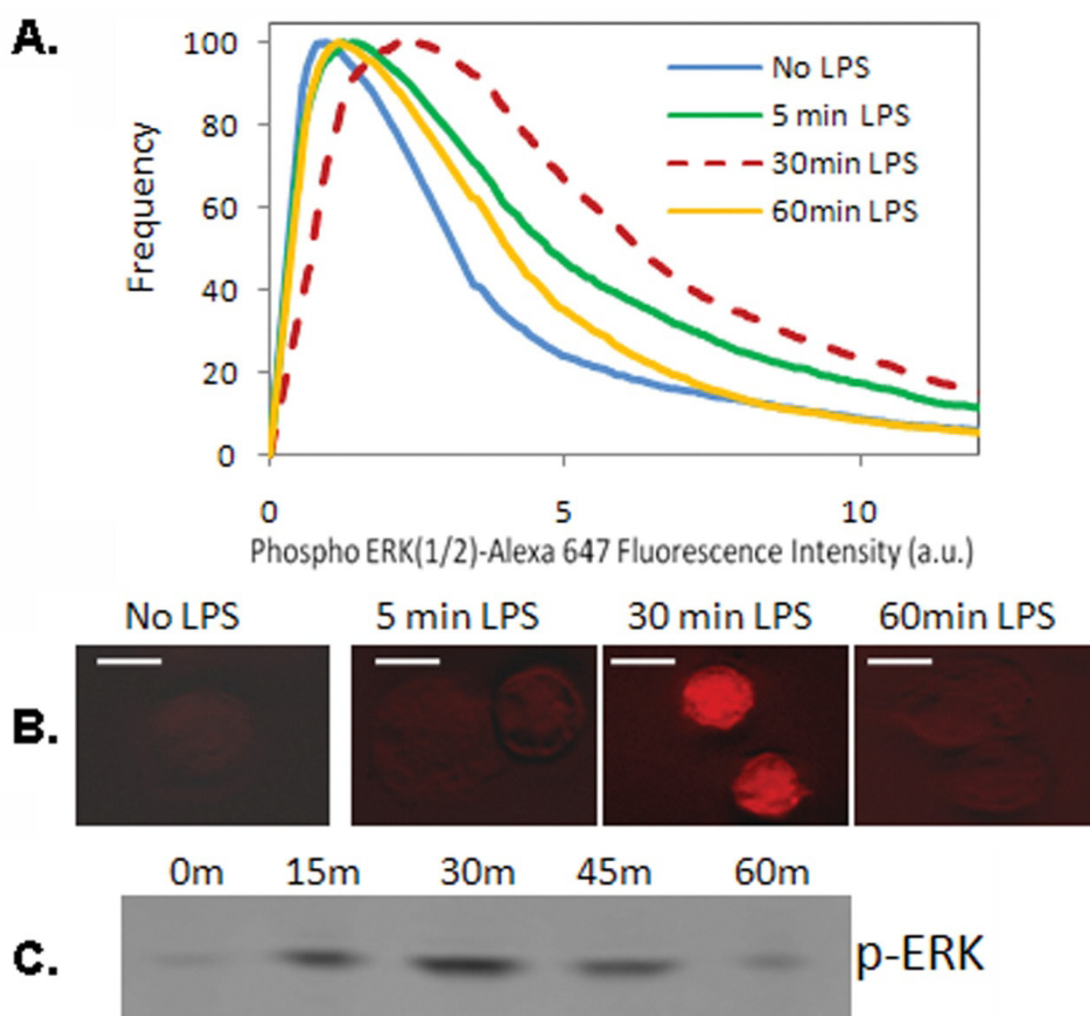 A.
100
80
60
40
20
0
Frequency
No LPS
5 min LPS
30min LPS
60min LPS
0 5 10
Phospho ERK(1/2)-Alexa 647 Fluorescence Intensity (a.u.)
No LPS 5 min LPS 30 min LPS 60min LPS
B.
0m 15m 30m 45m 60m
C.
p-ERK